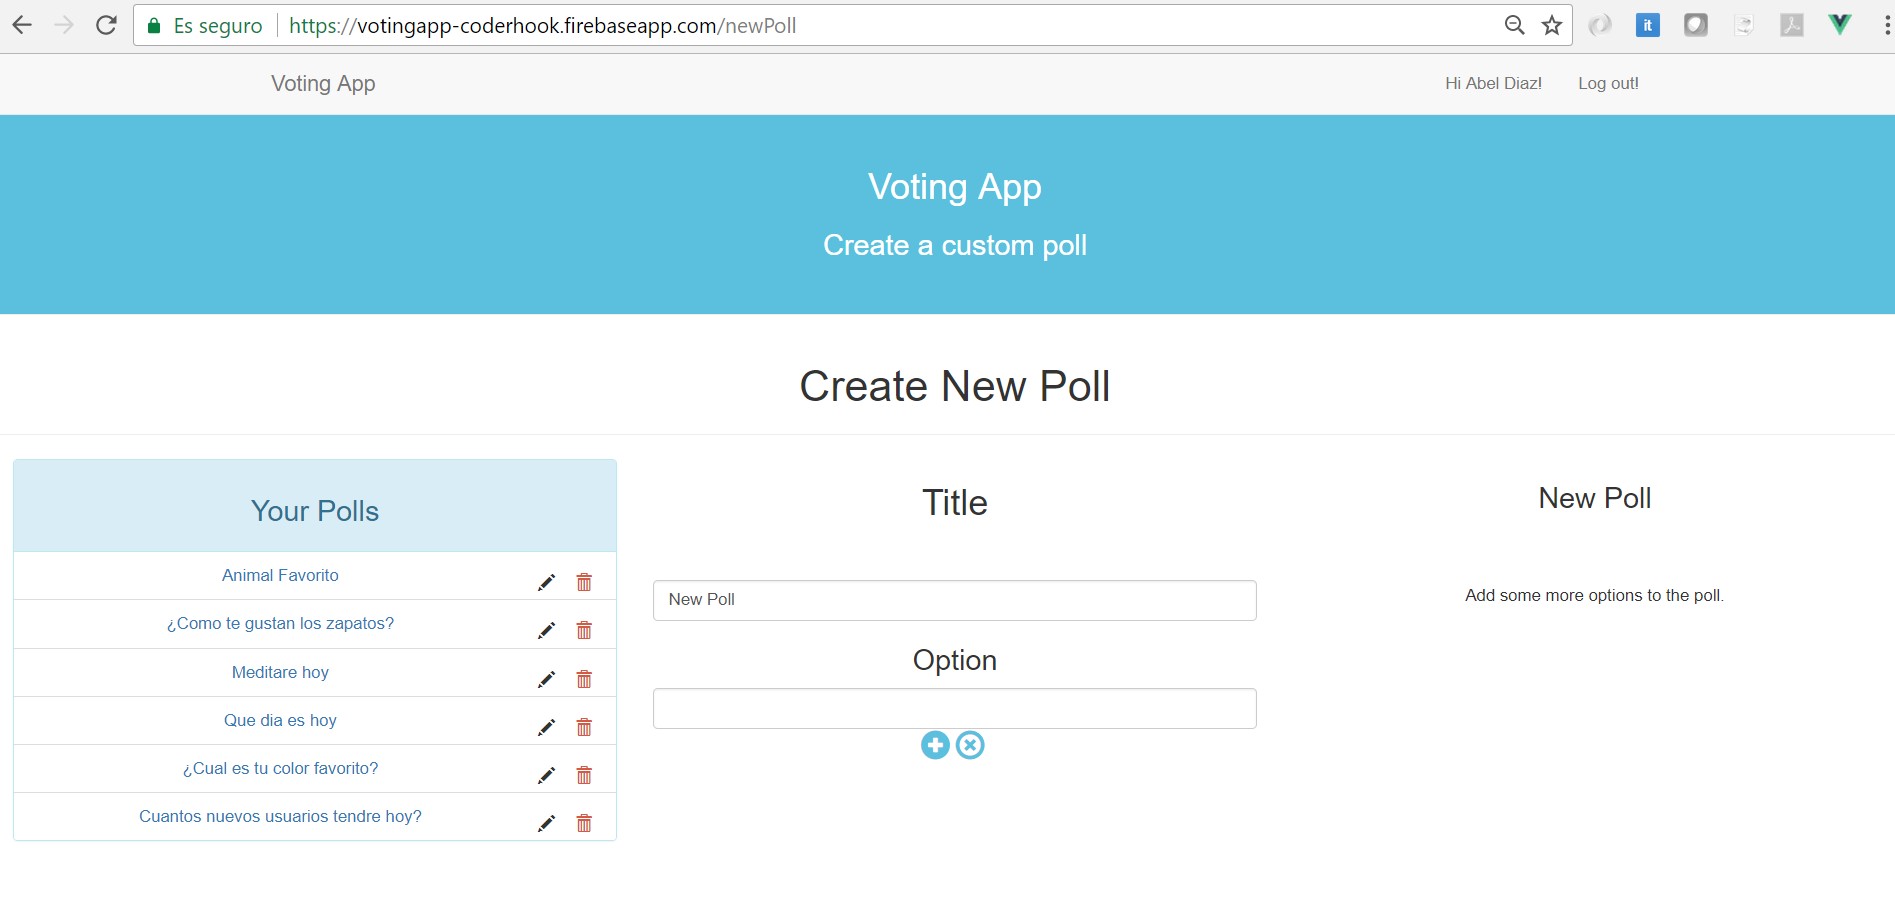 Es seguro https://votingapp-coderhook.firebaseapp.com/newPoll
it
Voting App
Hi Abel Diaz!
Log out!
Voting App
Create a custom poll
Create New Poll
Your Polls
Animal Favorito
¿Como te gustan los zapatos?
Meditare hoy
Que dia es hoy
¿Cual es tu color favorito?
Cuantos nuevos usuarios tendre hoy?
Title
New Poll
Option
New Poll
Add some more options to the poll.